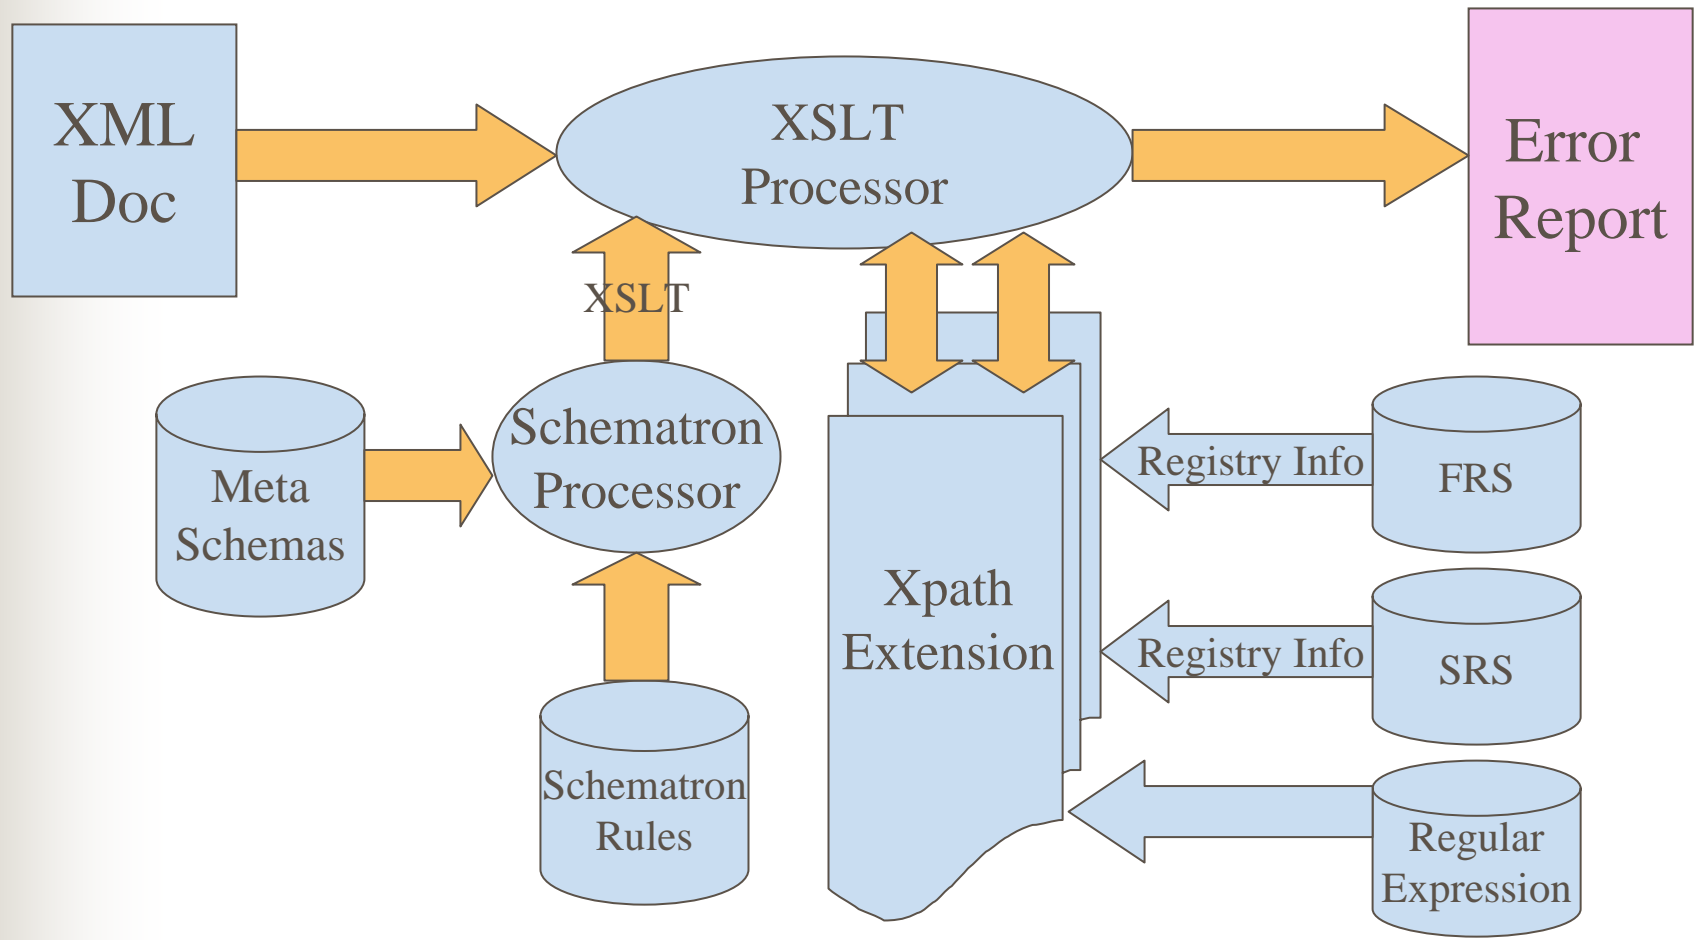 XML
Doc
XSLT
Processor
Error
Report
XSLT
Meta
Schemas
Schematron
Processor
Schematron
Rules
Xpath
Extension
Registry Info
FRS
Registry Info
SRS
Regular
Expression